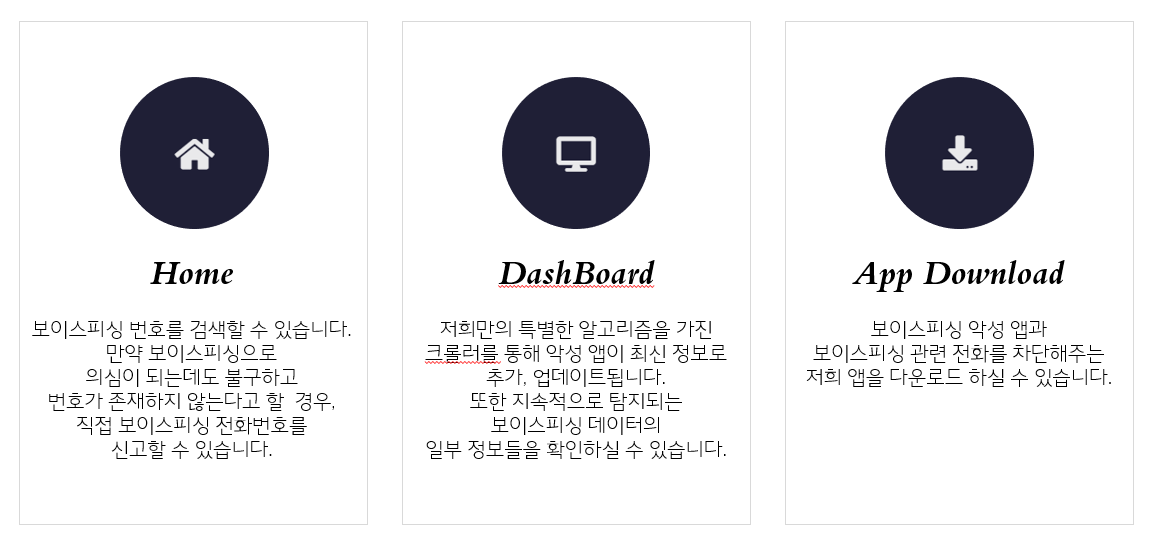 Home
보이스피싱 번호를 검색할 수 있습니다.
만약 보이스피싱으로
의심이 되는데도 불구하고
번호가 존재하지 않는다고 할 경우,
직접 보이스피싱 전화번호를
신고할 수 있습니다.
DashBoard
저희만의 특별한 알고리즘을 가진
크롤러를 통해 악성 앱이 최신 정보로
추가, 업데이트됩니다.
또한 지속적으로 탐지되는
보이스피싱 데이터의
일부 정보들을 확인하실 수 있습니다.
App Download
보이스피싱 악성 앱과
보이스피싱 관련 전화를 차단해주는
저희 앱을 다운로드 하실 수 있습니다.